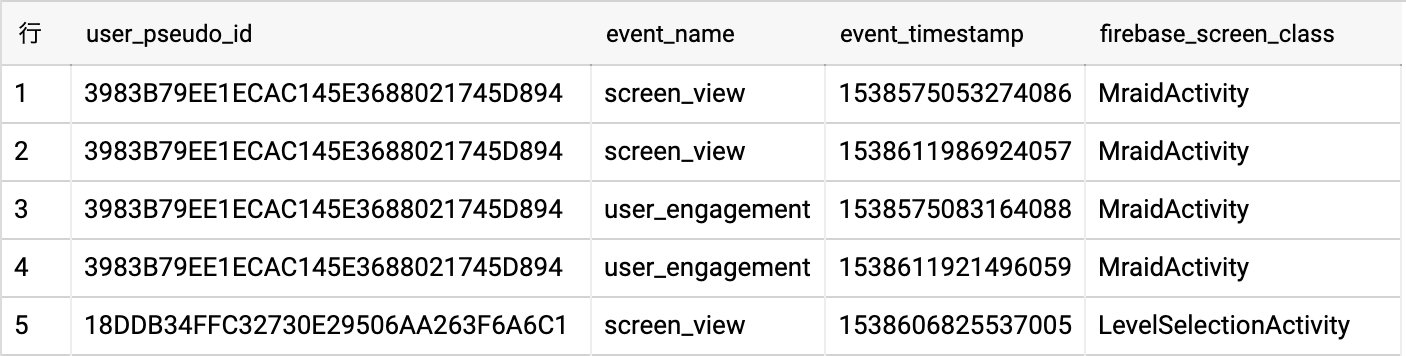 行 user_pseudo_id event_name event_timestamp firebase_screen_class
1 3983B79EE1ECAC145E3688021745D894 screen_view 1538575053274086 MraidActivity
2 3983B79EE1ECAC145E3688021745D894 screen_view 1538611986924057 MraidActivity
3 3983B79EE1ECAC145E3688021745D894 user_engagement 1538575083164088 MraidActivity
4 3983B79EE1ECAC145E3688021745D894 user_engagement 1538611921496059 MraidActivity
5 18DDB34FFC32730E29506AA263F6A6C1 screen_view 1538606825537005 LevelSelectionActivity